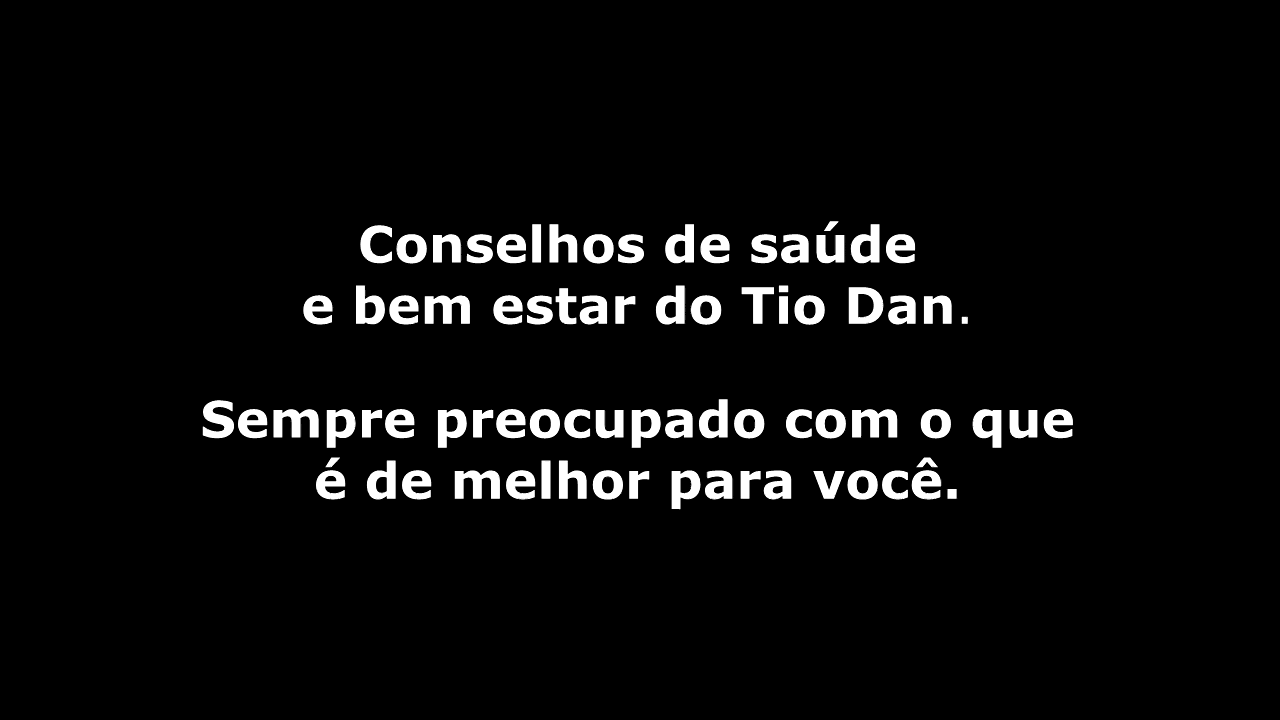 Conselhos de saúde
e bem estar do Tio Dan.
Sempre preocupado com o que
é de melhor para você.